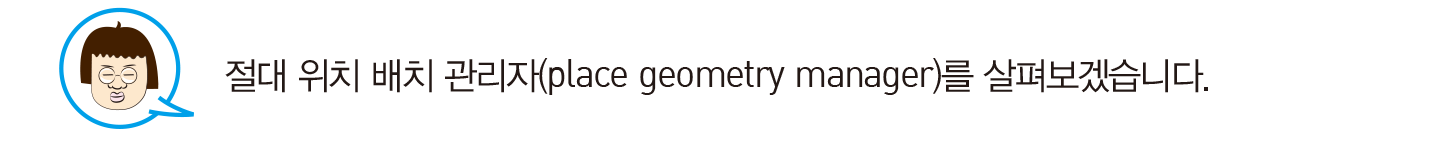 절대 위치 배치 관리자(place geometry manager)를 살펴보겠습니다.